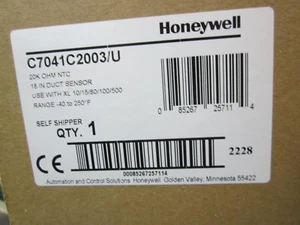 Honeywell
C7041C2003/U
20K OHM NTC
18 IN DUCT SENSOR
USE WITH XL 10/15/80/100/500
RANGE -40 to 250°F
0 85267 25711 4
SELF SHIPPER
QTY. 1
2228
00085267257114
Automation and Control Solutions Honeywell Golden Valley, Minnesota 55422